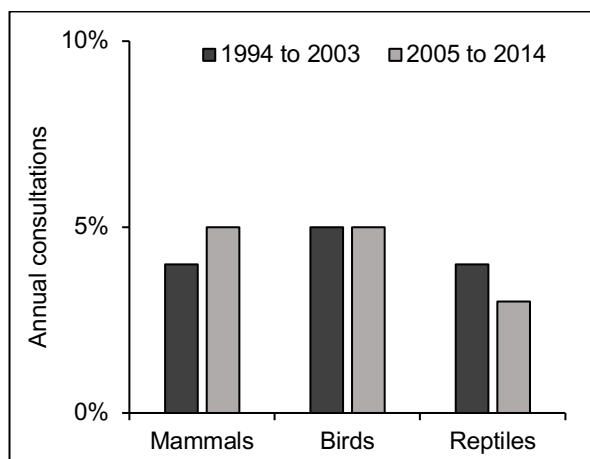 10%
1994 to 2003 2005 to 2014
Annual consultations
5%
0%
Mammals Birds Reptiles